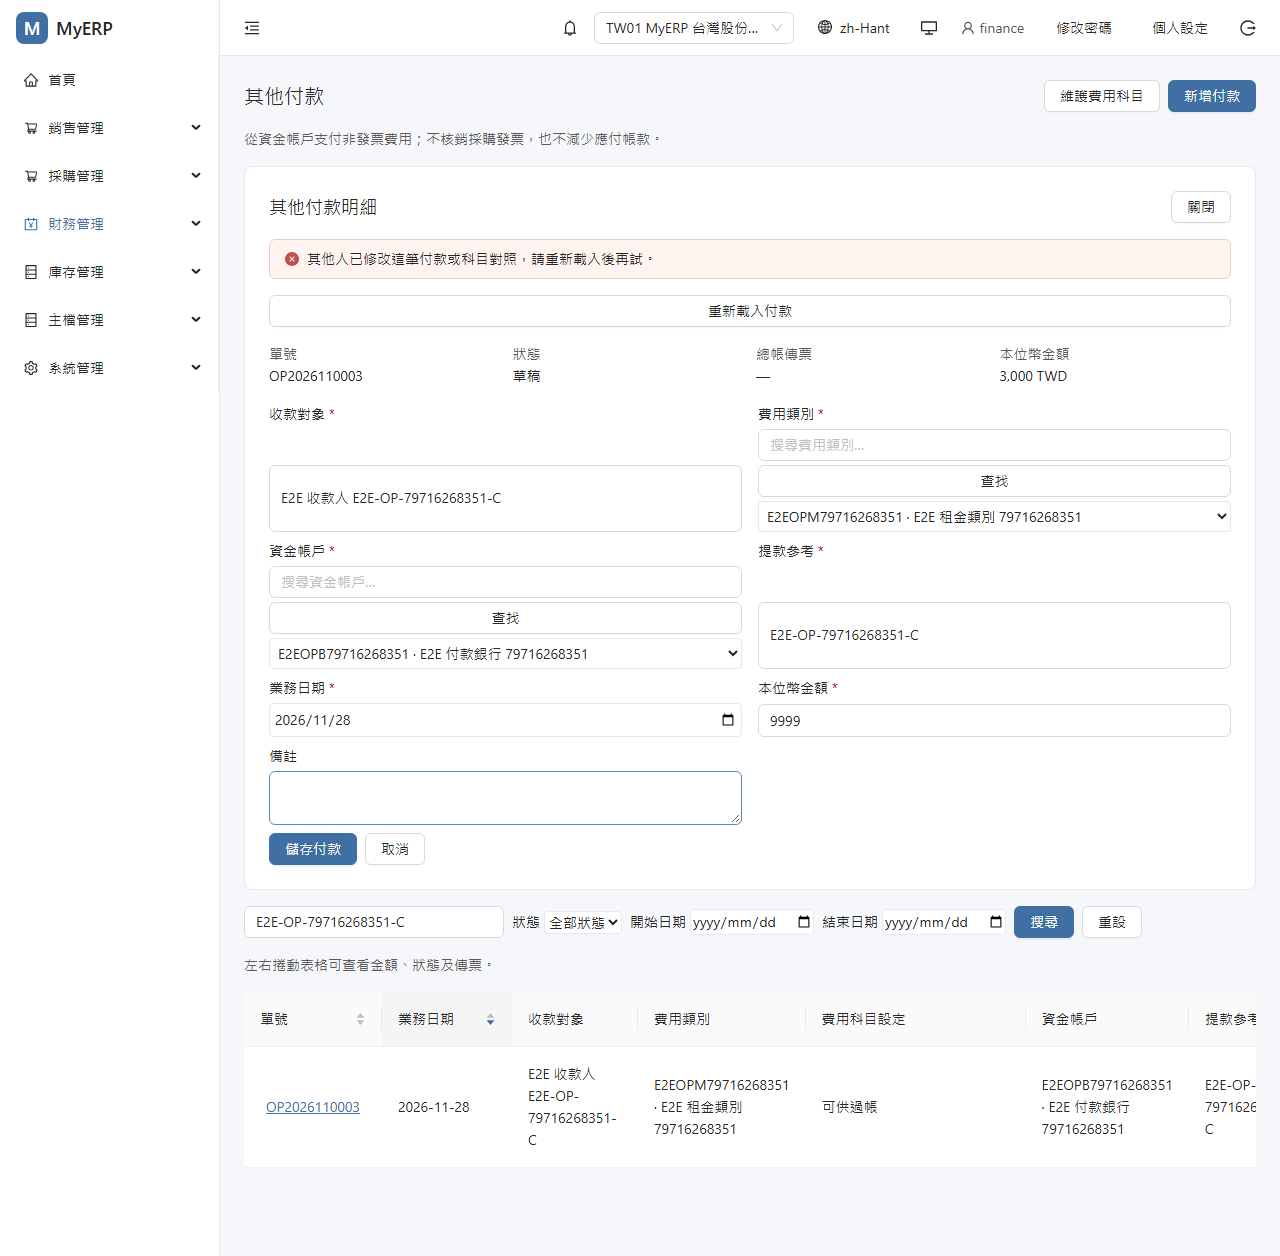 M MyERP
TW01 MyERP 台灣股份...
zh-Hant
finance
修改密碼
個人設定
首頁
銷售管理
採購管理
財務管理
庫存管理
主檔管理
系統管理
其他付款
維護費用科目
新增付款
從資金帳戶支付非發票費用；不核銷採購發票，也不減少應付帳款。
其他付款明細
關閉
其他人已修改這筆付款或科目對照，請重新載入後再試。
重新載入付款
單號 狀態 總帳傳票 本位幣金額
OP2026110003 草稿 — 3,000 TWD
收款對象 *
E2E 收款人 E2E-OP-79716268351-C
費用類別 *
搜尋費用類別...
查找
E2EOPM79716268351 · E2E 租金類別 79716268351
資金帳戶 *
搜尋資金帳戶...
查找
E2EOPB79716268351 · E2E 付款銀行 79716268351
提款參考 *
E2E-OP-79716268351-C
業務日期 *
2026/11/28
本位幣金額 *
9999
備註
儲存付款 取消
E2E-OP-79716268351-C 狀態 全部狀態 開始日期 yyyy/mm/dd 結束日期 yyyy/mm/dd 搜尋 重設
左右捲動表格可查看金額、狀態及傳票。
單號 業務日期 收款對象 費用類別 費用科目設定 資金帳戶 提款參考
OP2026110003
2026-11-28
E2E 收款人
E2E-OP-
79716268351-
C
E2EOPM79716268351
· E2E 租金類別
79716268351
可供過帳
E2EOPB79716268351
· E2E 付款銀行
79716268351
E2E-OP-
7971626
C